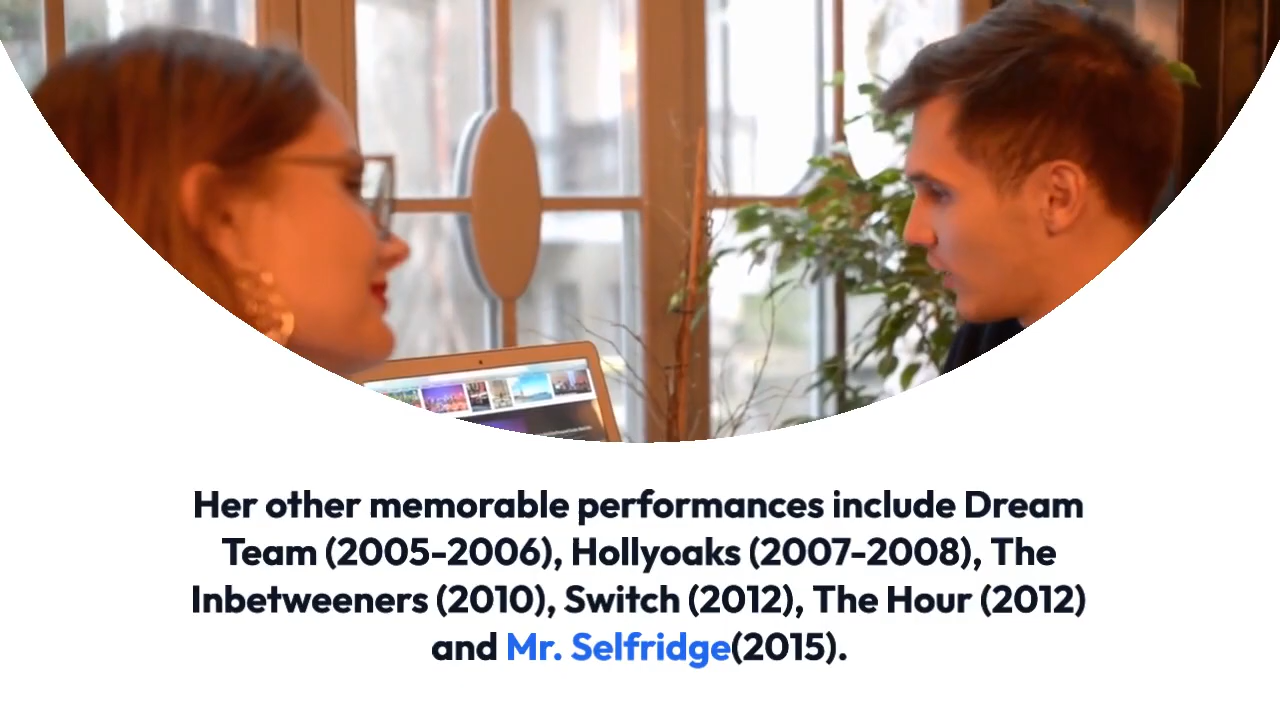 Her other memorable performances include Dream
Team (2005-2006), Hollyoaks (2007-2008), The
Inbetweeners (2010), Switch (2012), The Hour (2012)
and Mr. Selfridge(2015).